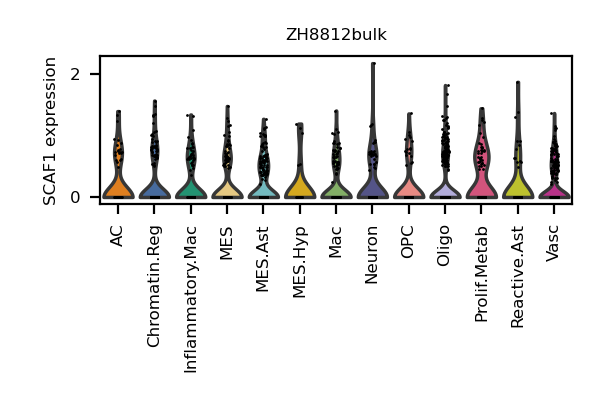 ZH8812bulk
SCAF1 expression
2
0
AC
Chromatin.Reg
Inflammatory.Mac
MES
MES.Ast
MES.Hyp
Mac
Neuron
OPC
Oligo
Prolif.Metab
Reactive.Ast
Vasc